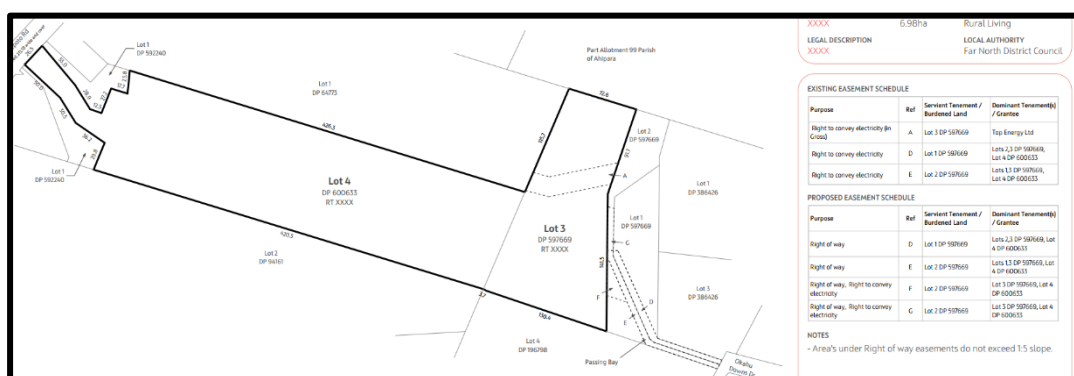 XXXX 6.98ha Rural Living
LEGAL DESCRIPTION LOCAL AUTHORITY
XXXX Far North District Council
EXISTING EASEMENT SCHEDULE
Purpose Ref Servient Tenement / Burdened Land Dominant Tenement(s) / Grantee
Right to convey electricity (in Gross) A Lot 3 DP 597669 Top Energy Ltd
Right to convey electricity D Lot 1 DP 597669 Lots 2,3 DP 597669, Lot 4 DP 600633
Right to convey electricity E Lot 2 DP 597669 Lots 1,3 DP 597669, Lot 4 DP 600633
PROPOSED EASEMENT SCHEDULE
Purpose Ref Servient Tenement / Burdened Land Dominant Tenement(s) / Grantee
Right of way D Lot 1 DP 597669 Lots 2,3 DP 597669, Lot 4 DP 600633
Right of way E Lot 2 DP 597669 Lots 1,3 DP 597669, Lot 4 DP 600633
Right of way, Right to convey electricity F Lot 2 DP 597669 Lot 3 DP 597669, Lot 4 DP 600633
Right of way, Right to convey electricity G Lot 2 DP 597669 Lot 3 DP 597669, Lot 4 DP 600633
NOTES
- Area's under Right of way easements do not exceed 1:5 slope.
Lot 1
DP 592240
Part Allotment 99 Parish
of Ahipara
Lot 1
DP 64773
426.3
72.6
Lot 2
DP 597669
A
Lot 4
DP 600633
RT XXXX
Lot 1
DP 386426
Lot 1
DP 592240
Lot 3
DP 597669
RT XXXX
Lot 1
DP 597669
G
420.3
Lot 2
DP 94161
Lot 3
DP 386426
F
D
E
3.7
138.4
Lot 4
DP 196798
Passing Bay
Okahu
Downs Dr